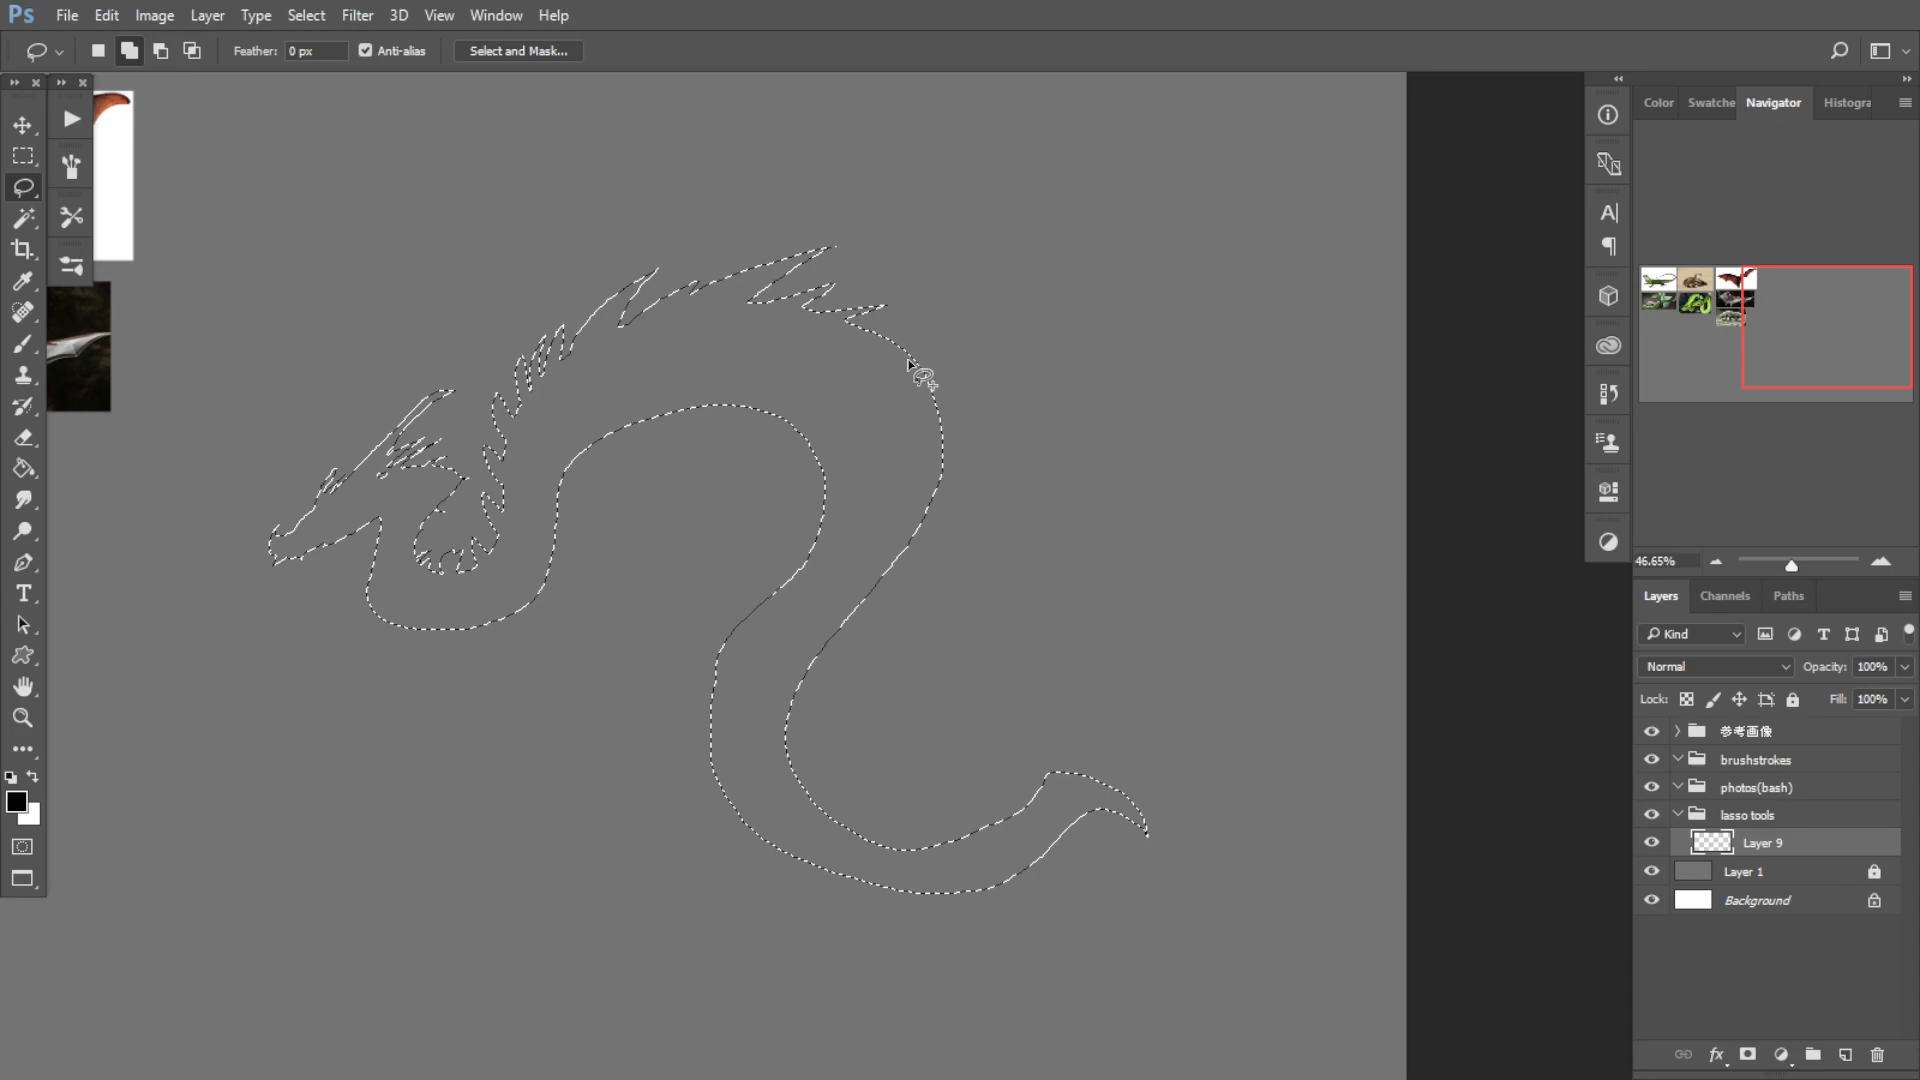 Ps File Edit Image Layer Type Select Filter 3D View Window Help
Feather: 0 px Anti-alias Select and Mask...
Color Swatche Navigator Histogra
46.65%
Layers Channels Paths
Kind
Normal Opacity: 100%
Lock: Fill: 100%
参考画像
brushstrokes
photos(bash)
lasso tools
Layer 9
Layer 1
Background
fx